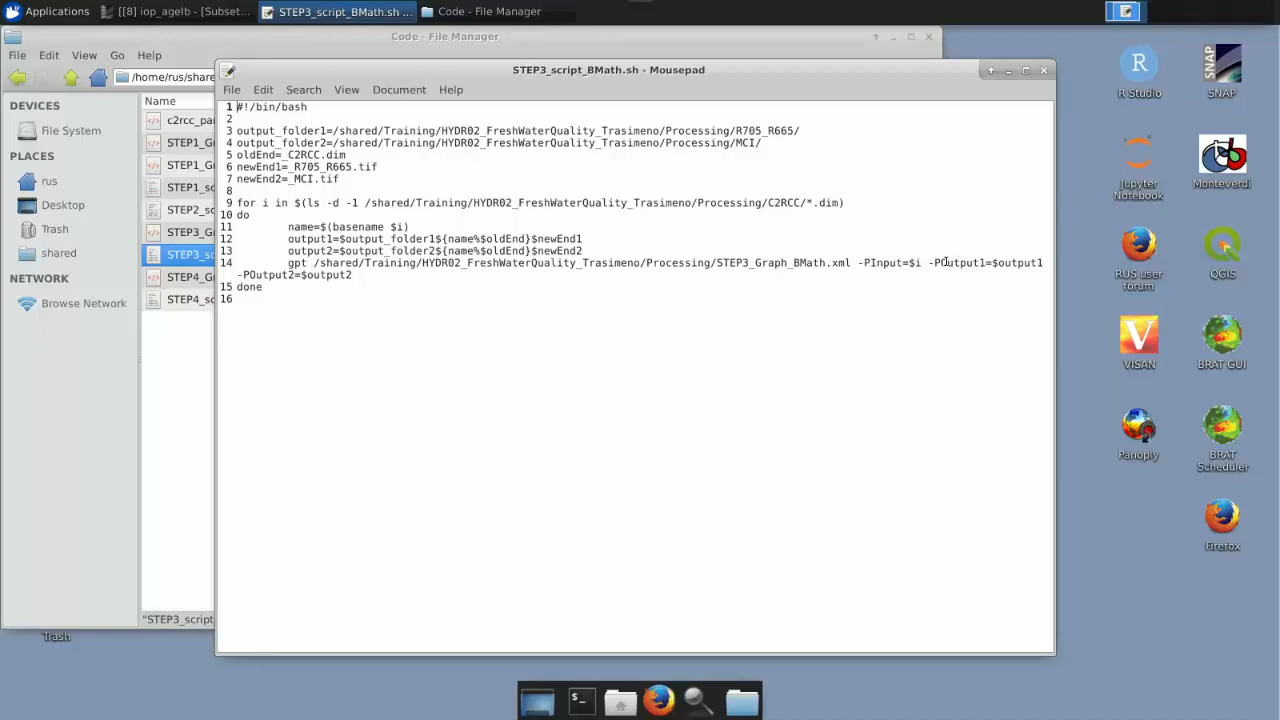 Applications
[[8] iop_agelb - [Subset...
STEP3_script_BMath.sh ...
Code - File Manager
Code - File Manager
File Edit View Go Help
/home/rus/share
DEVICES
File System
PLACES
rus
Desktop
Trash
shared
NETWORK
Browse Network
Name
c2rcc_pa
STEP1_G
STEP1_G
STEP1_s
STEP2_s
STEP3_G
STEP3_s
STEP4_G
STEP4_s
"STEP3_script
Trash
STEP3_script_BMath.sh - Mousepad
File Edit Search View Document Help
1 #!/bin/bash
2
3 output_folder1=/shared/Training/HYDR02_FreshWaterQuality_Trasimeno/Processing/R705_R665/
4 output_folder2=/shared/Training/HYDR02_FreshWaterQuality_Trasimeno/Processing/MCI/
5 oldEnd=_C2RCC.dim
6 newEnd1=_R705_R665.tif
7 newEnd2=_MCI.tif
8
9 for i in $(ls -d -1 /shared/Training/HYDR02_FreshWaterQuality_Trasimeno/Processing/C2RCC/*.dim)
10 do
11 name=$(basename $i)
12 output1=$output_folder1${name%$oldEnd}$newEnd1
13 output2=$output_folder2${name%$oldEnd}$newEnd2
14 gpt /shared/Training/HYDR02_FreshWaterQuality_Trasimeno/Processing/STEP3_Graph_BMath.xml -PInput=$i -POutput1=$output1
-POutput2=$output2
15 done
16
R Studio
SNAP
SNAP
Jupyter Notebook
Monteverdi
RUS user forum
QGIS
VISAN
BRAT GUI
Panoply
BRAT Scheduler
Firefox